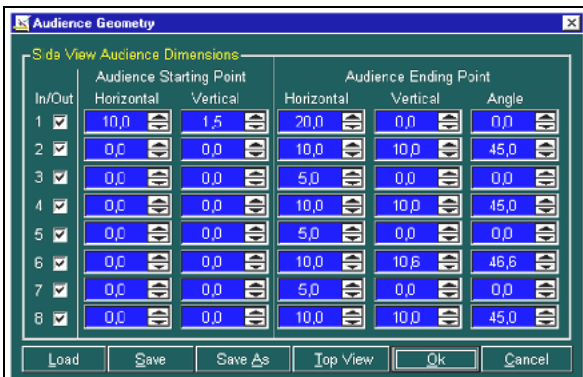 Audience Geometry
Side View Audience Dimensions
Audience Starting Point Audience Ending Point
In/Out Horizontal Vertical Horizontal Vertical Angle
1 10,0 1,5 20,0 0,0 0,0
2 0,0 0,0 10,0 10,0 45,0
3 0,0 0,0 5,0 0,0 0,0
4 0,0 0,0 10,0 10,0 45,0
5 0,0 0,0 5,0 0,0 0,0
6 0,0 0,0 10,0 10,6 46,6
7 0,0 0,0 5,0 0,0 0,0
8 0,0 0,0 10,0 10,0 45,0
Load Save Save As Top View Ok Cancel